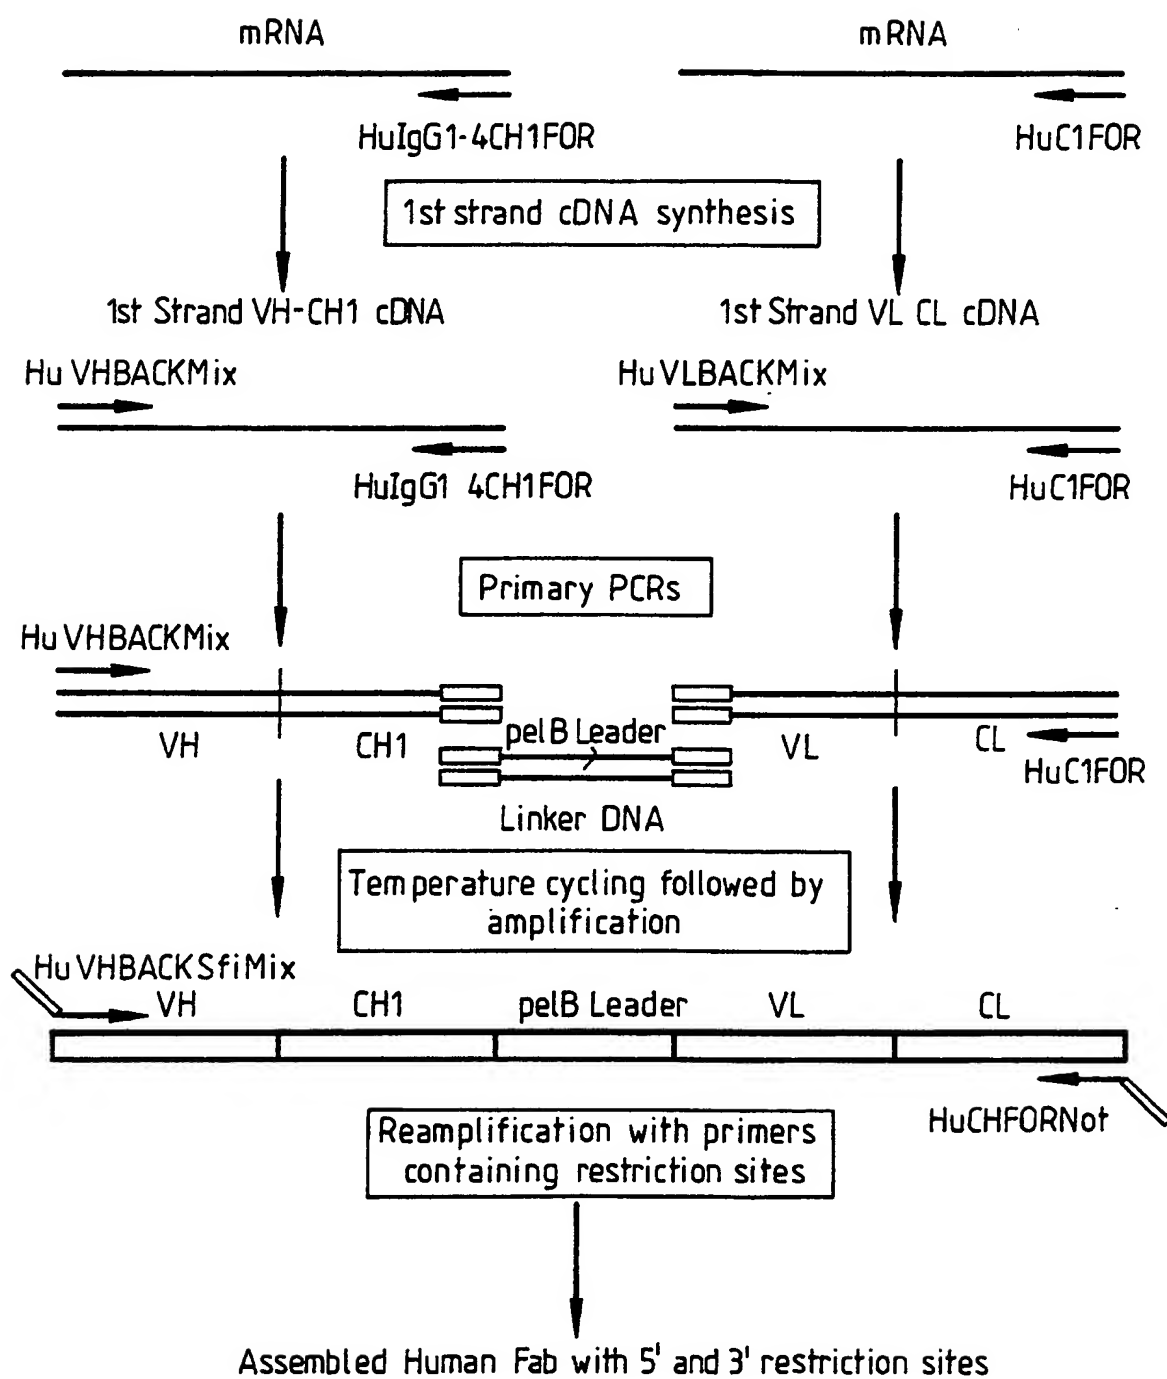 mRNA
mRNA
HuIgG1-4CH1FOR
HuC1FOR
1st strand cDNA synthesis
1st Strand VH-CH1 cDNA
1st Strand VL CL cDNA
Hu VHBACKMix
Hu VLBACKMix
HuIgG1 4CH1FOR
HuC1FOR
Primary PCRs
Hu VHBACKMix
VH
CH1
pelB Leader
VL
CL
HuC1FOR
Linker DNA
Temperature cycling followed by
amplification
Hu VHBACKSfiMix
VH
CH1
pelB Leader
VL
CL
HuCHFORNot
Reamplification with primers
containing restriction sites
Assembled Human Fab with 5' and 3' restriction sites